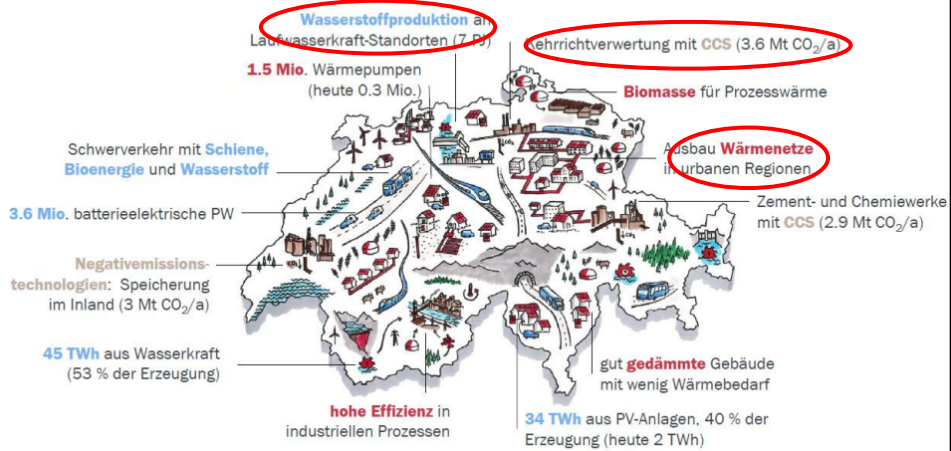 Wasserstoffproduktion an
Laufwasserkraft-Standorten (7 PJ)
Kehrrichtverwertung mit CCS (3.6 Mt CO₂/a)
1.5 Mio. Wärmepumpen
(heute 0.3 Mio.)
Biomasse für Prozesswärme
Schwerverkehr mit Schiene,
Bioenergie und Wasserstoff
Ausbau Wärmenetze
in urbanen Regionen
3.6 Mio. batterieelektrische PW
Zement- und Chemiewerke
mit CCS (2.9 Mt CO₂/a)
Negativemissions-
technologien: Speicherung
im Inland (3 Mt CO₂/a)
45 TWh aus Wasserkraft
(53 % der Erzeugung)
gut gedämmte Gebäude
mit wenig Wärmebedarf
hohe Effizienz in
industriellen Prozessen
34 TWh aus PV-Anlagen, 40 % der
Erzeugung (heute 2 TWh)